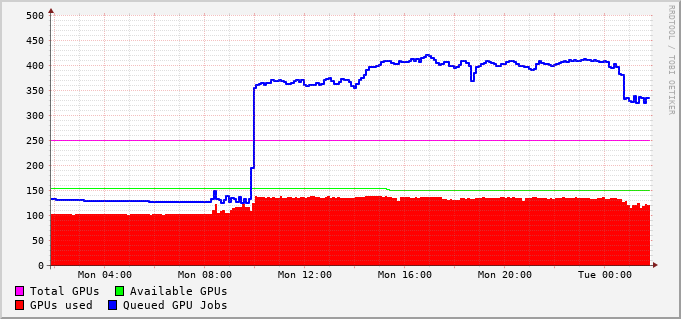 500
450
400
350
300
250
200
150
100
50
0
Mon 04:00 Mon 08:00 Mon 12:00 Mon 16:00 Mon 20:00 Tue 00:00
Total GPUs Available GPUs
GPUs used Queued GPU Jobs
RRDTOOL / TOBI OETIKER